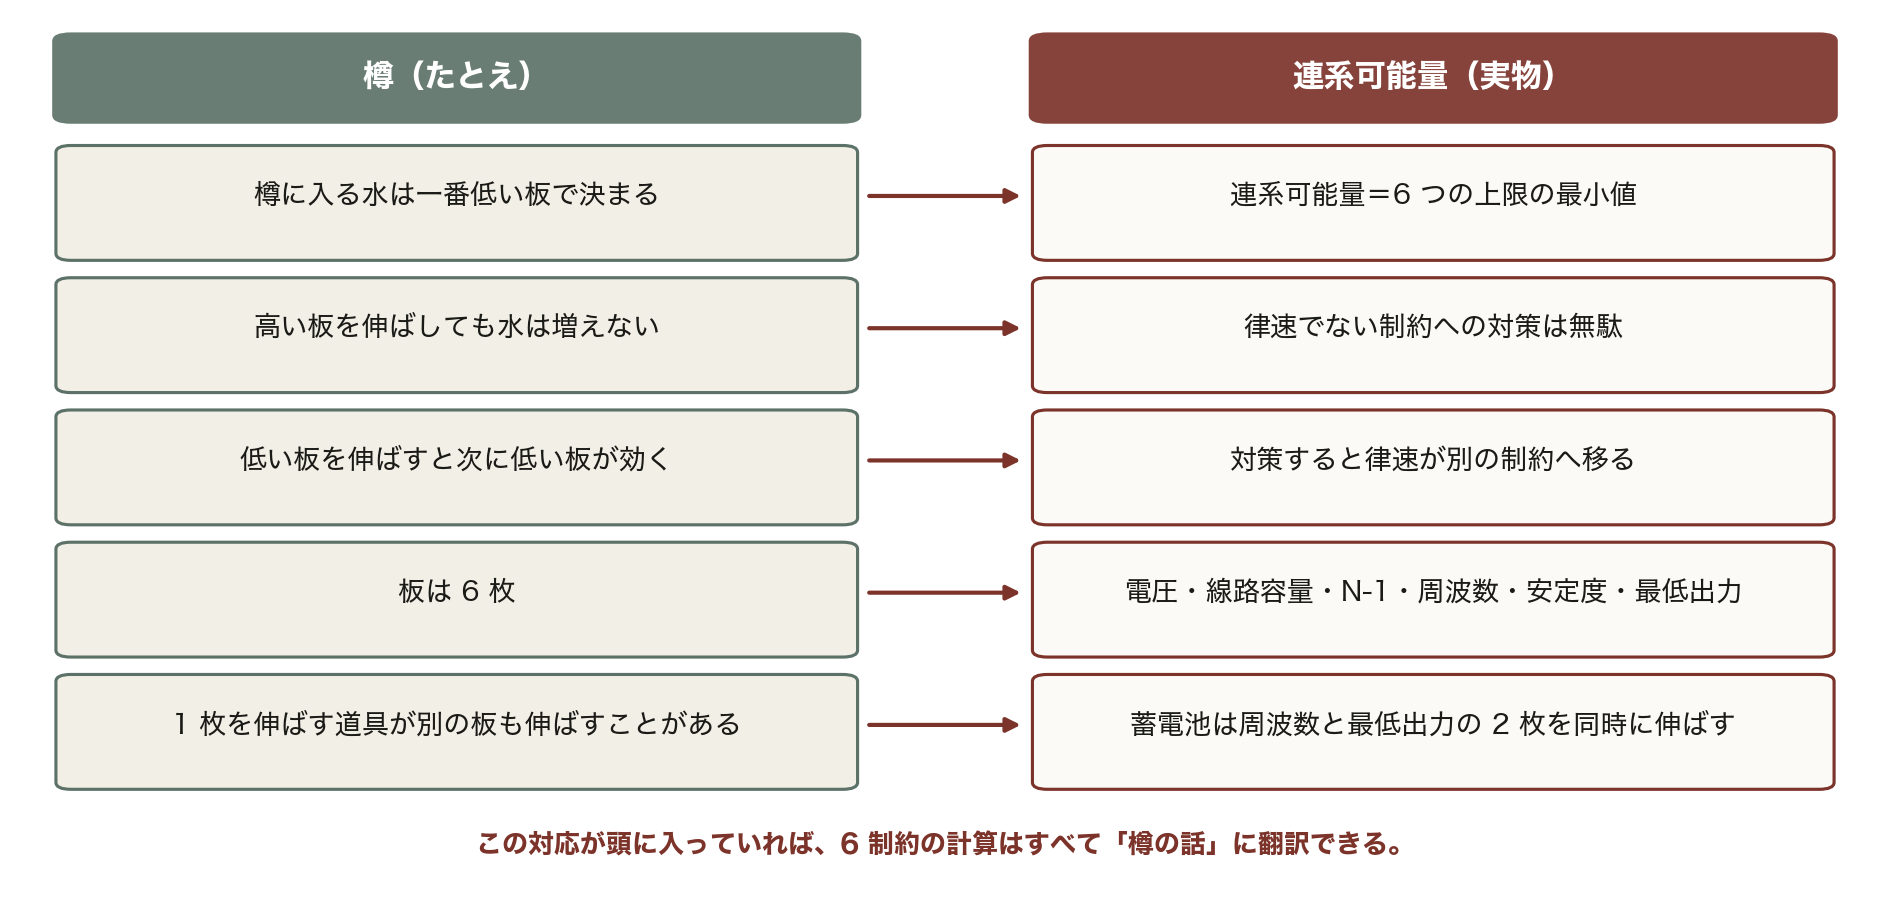 樽（たとえ）
連系可能量（実物）
樽に入る水は一番低い板で決まる
連系可能量＝6 つの上限の最小値
高い板を伸ばしても水は増えない
律速でない制約への対策は無駄
低い板を伸ばすと次に低い板が効く
対策すると律速が別の制約へ移る
板は 6 枚
電圧・線路容量・N-1・周波数・安定度・最低出力
1 枚を伸ばす道具が別の板も伸ばすことがある
蓄電池は周波数と最低出力の 2 枚を同時に伸ばす
この対応が頭に入っていれば、6 制約の計算はすべて「樽の話」に翻訳できる。